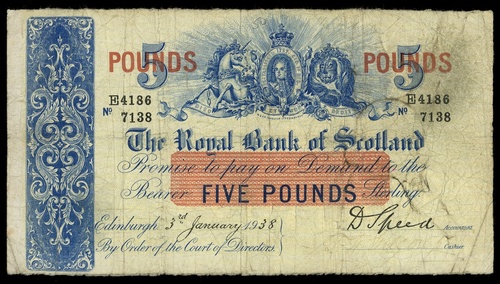 5 POUNDS POUNDS 5
E4186 E4186
No 7138 No 7138
The Royal Bank of Scotland
Promise to pay on Demand to the
Bearer FIVE POUNDS Sterling
Edinburgh 3rd January 1938 D Speed Accountant.
By Order of the Court of Directors. Cashier.